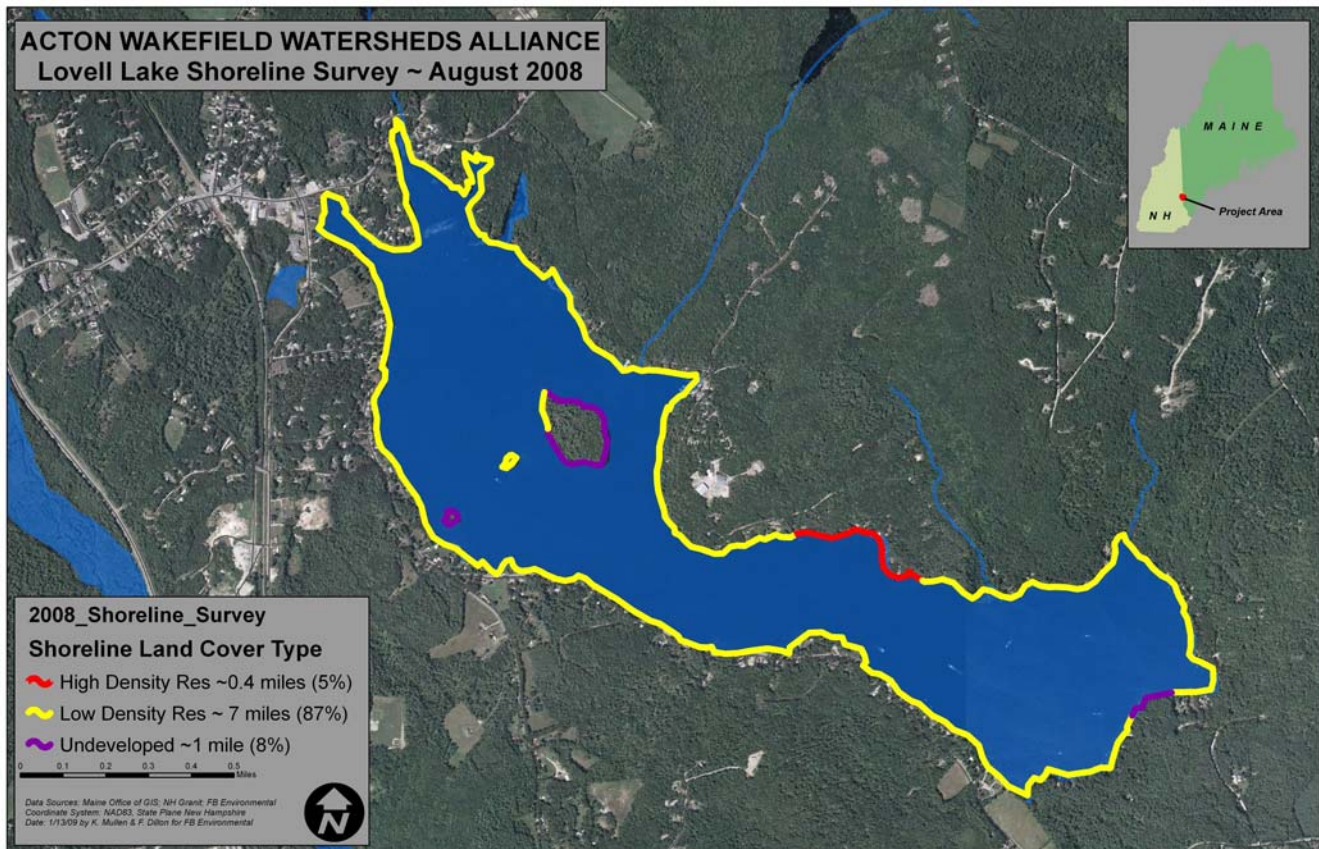 ACTON WAKEFIELD WATERSHEDS ALLIANCE
Lovell Lake Shoreline Survey ~ August 2008
MAINE
NH
Project Area
2008_Shoreline_Survey
Shoreline Land Cover Type
High Density Res ~0.4 miles (5%)
Low Density Res ~ 7 miles (87%)
Undeveloped ~1 mile (8%)
0 0.1 0.2 0.3 0.4 0.5
Miles
Data Sources: Maine Office of GIS; NH Granit; FB Environmental
Coordinate System: NAD83, State Plane New Hampshire
Date: 1/13/09 by K. Mullen & F. Dillon for FB Environmental
N